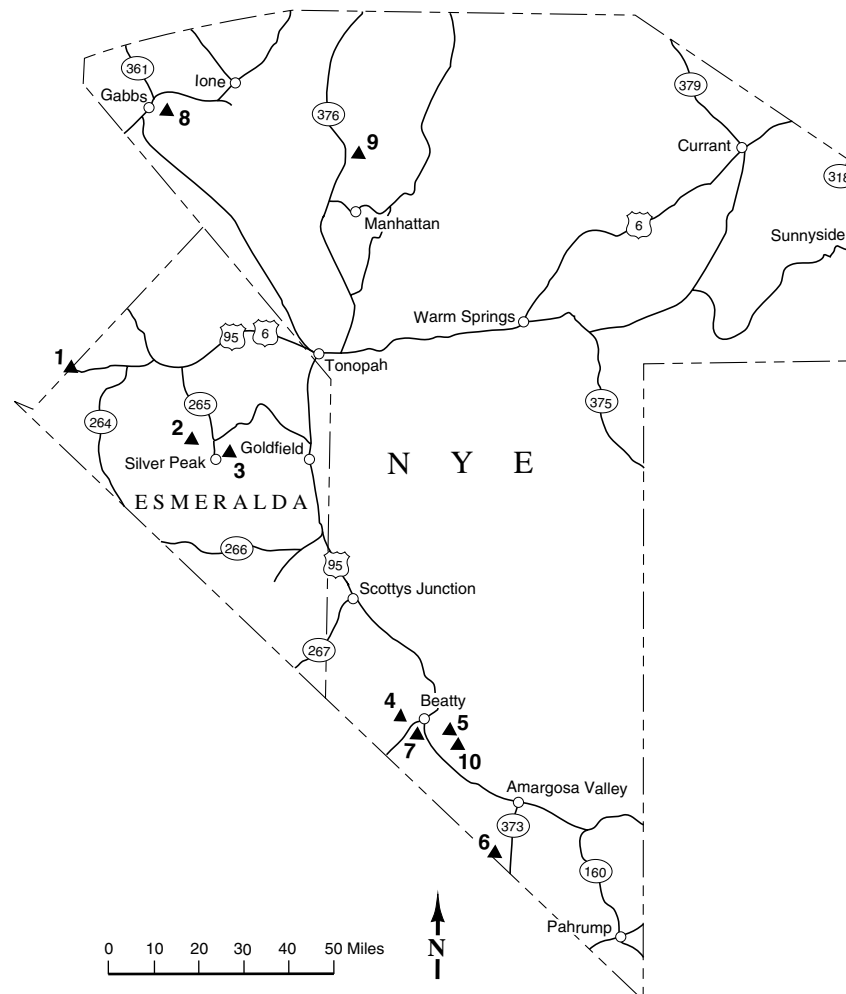 361
Ione
Gabbs
8
376
9
379
Currant
318
Manhattan
6
Sunnyside
Warm Springs
95
6
1
Tonopah
375
264
265
2
Goldfield
Silver Peak
3
N Y E
ESMERALDA
266
95
Scottys Junction
267
4
Beatty
5
7
10
Amargosa Valley
373
6
160
Pahrump
N
0 10 20 30 40 50 Miles